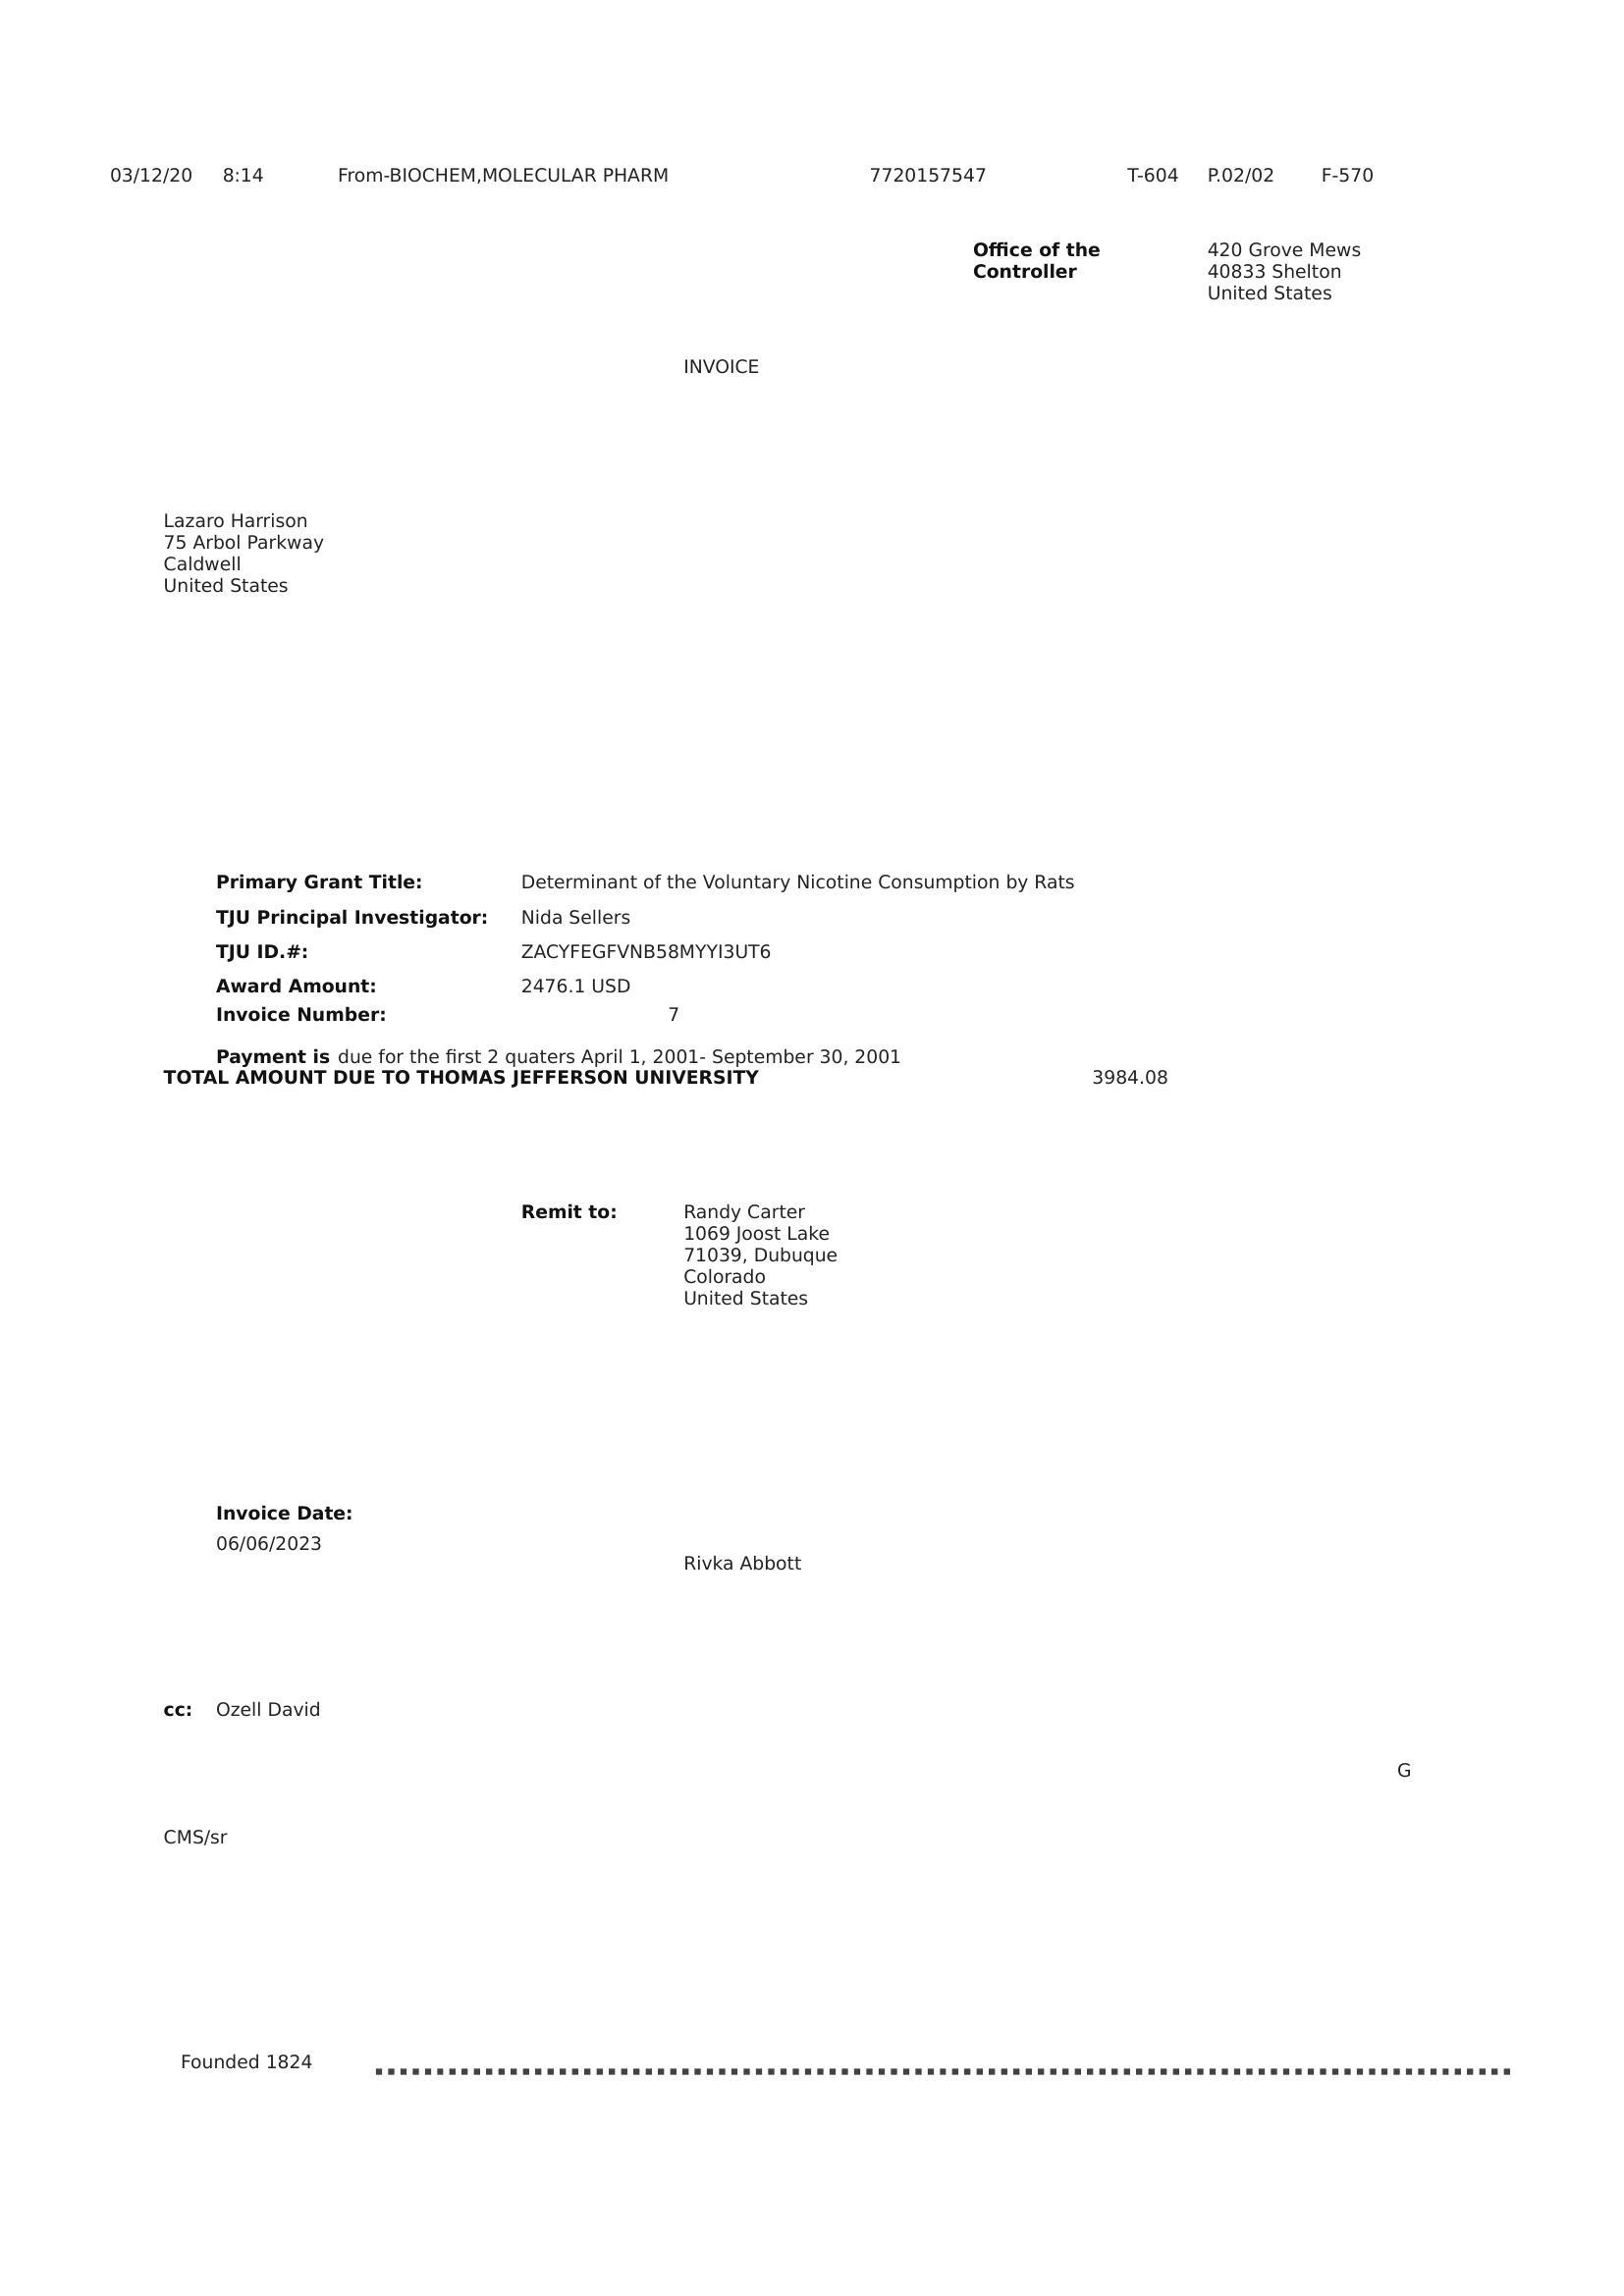 03/12/20 8:14 From-BIOCHEM,MOLECULAR PHARM 7720157547 T-604 P.02/02 F-570
Office of the 420 Grove Mews
Controller 40833 Shelton
United States
INVOICE
Lazaro Harrison
75 Arbol Parkway
Caldwell
United States
Primary Grant Title: Determinant of the Voluntary Nicotine Consumption by Rats
TJU Principal Investigator: Nida Sellers
TJU ID.#: ZACYFEGFVNB58MYYI3UT6
Award Amount: 2476.1 USD
Invoice Number: 7
Payment is due for the first 2 quaters April 1, 2001- September 30, 2001
TOTAL AMOUNT DUE TO THOMAS JEFFERSON UNIVERSITY 3984.08
Remit to: Randy Carter
1069 Joost Lake
71039, Dubuque
Colorado
United States
Invoice Date:
06/06/2023
Rivka Abbott
cc: Ozell David
G
CMS/sr
Founded 1824